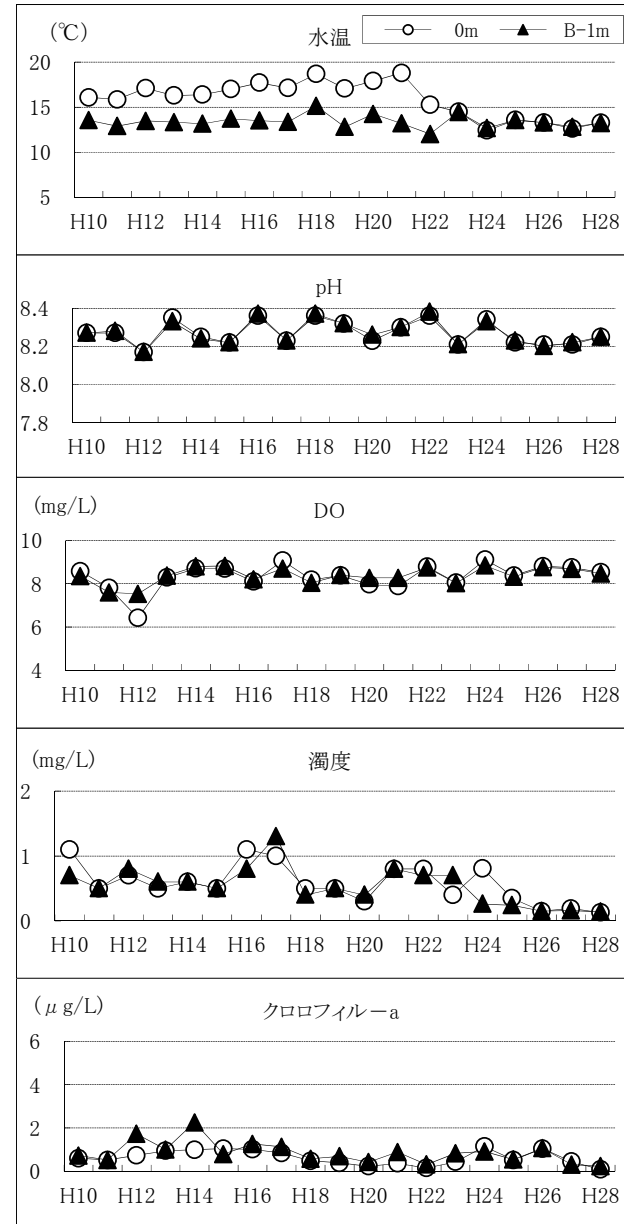 (℃)
水温
0m
B-1m
20
15
10
5
H10 H12 H14 H16 H18 H20 H22 H24 H26 H28
pH
8.4
8.2
8.0
7.8
H10 H12 H14 H16 H18 H20 H22 H24 H26 H28
(mg/L)
DO
10
8
6
4
H10 H12 H14 H16 H18 H20 H22 H24 H26 H28
(mg/L)
濁度
2
1
0
H10 H12 H14 H16 H18 H20 H22 H24 H26 H28
(μg/L)
クロロフィル－a
6
4
2
0
H10 H12 H14 H16 H18 H20 H22 H24 H26 H28